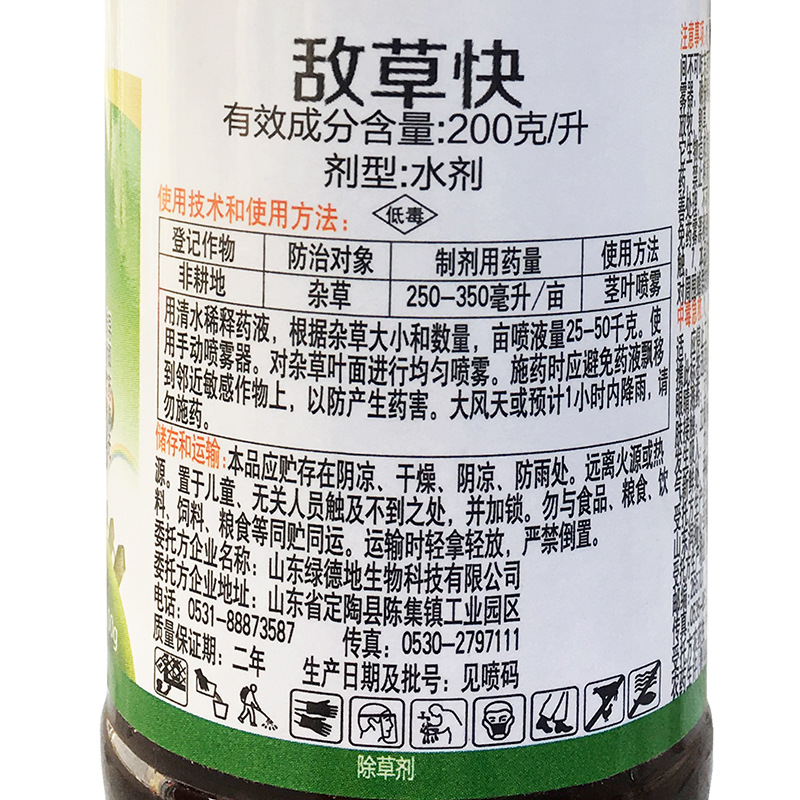 敌草快
有效成分含量:200克/升
剂型:水剂
使用技术和使用方法:
低毒
登记作物 防治对象 制剂用药量 使用方法
非耕地 杂草 250-350毫升/亩 茎叶喷雾
用清水稀释药液，根据杂草大小和数量，亩喷液量25-50千克。使
用手动喷雾器。对杂草叶面进行均匀喷雾。施药时应避免药液飘移
到邻近敏感作物上，以防产生药害。大风天或预计1小时内降雨，请
勿施药。
储存和运输:本品应贮存在阴凉、干燥、阴凉、防雨处。远离火源或热
源。置于儿童、无关人员触及不到之处，并加锁。勿与食品、粮食、饮
料、饲料、粮食等同贮同运。运输时轻拿轻放，严禁倒置。
委托方企业名称: 山东绿德地生物科技有限公司
委托方企业地址: 山东省定陶县陈集镇工业园区
电话: 0531-88873587 传真: 0530-2797111
质量保证期: 二年 生产日期及批号: 见喷码
除草剂
注意事项